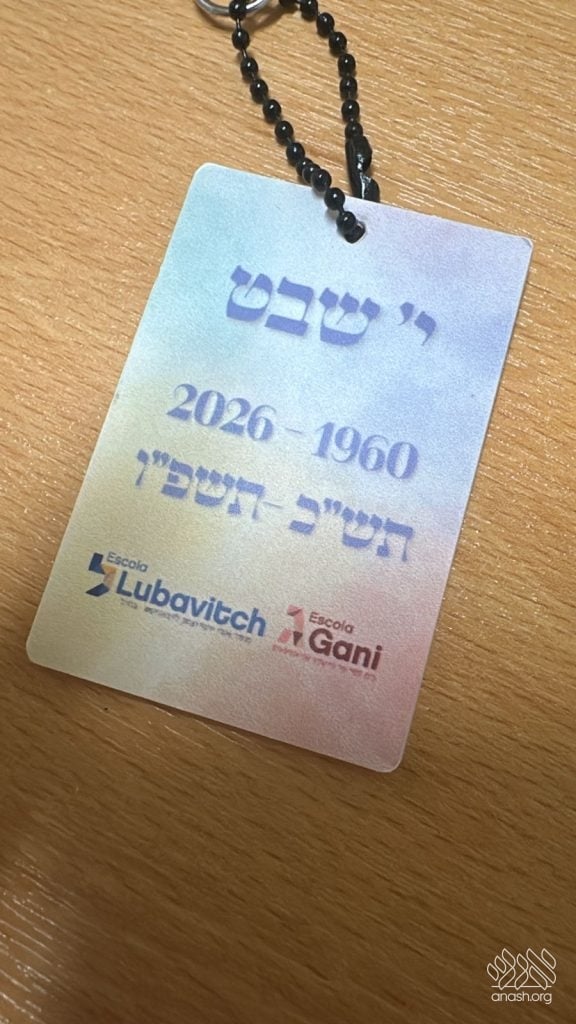 י' שבט
2026 - 1960
תש"כ - תשפ"ו
Escola
Lubavitch
Escola
Gani
anash.org